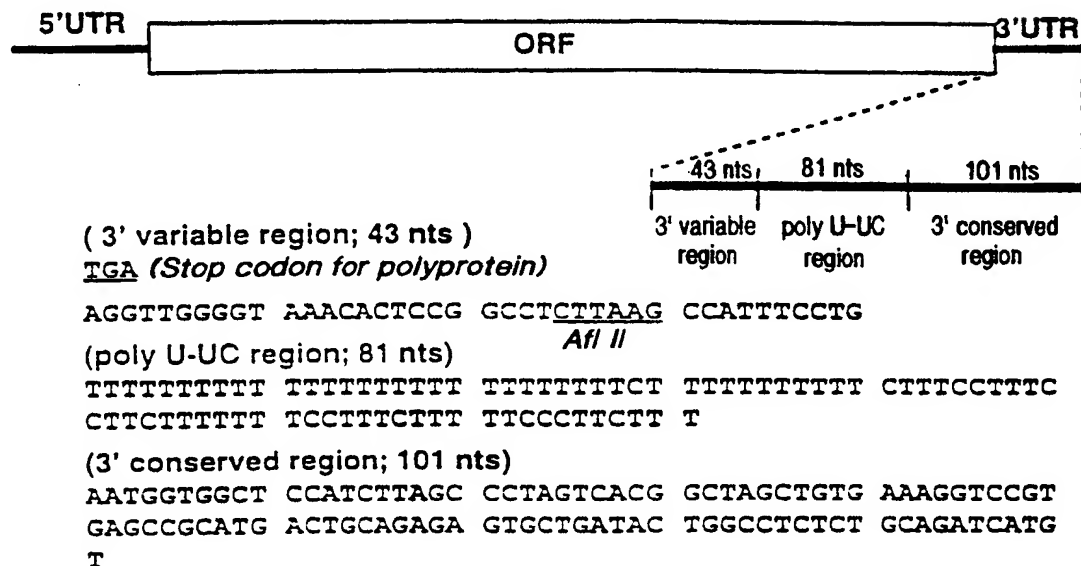 5'UTR
ORF
3'UTR
43 nts
81 nts
101 nts
3' variable region
poly U-UC region
3' conserved region
( 3' variable region; 43 nts )
TGA (Stop codon for polyprotein)
AGGTTGGGGT AAACACTCCG GCCTCTTAAG CCATTTCCTG
Afl II
(poly U-UC region; 81 nts)
TTTTTTTTTT TTTTTTTTTT TTTTTTTTCT TTTTTTTTTT CTTTCCTTTC
CTTCTTTTTT TCCTTTCTTT TTCCCTTCTT T
(3' conserved region; 101 nts)
AATGGTGGCT CCATCTTAGC CCTAGTCACG GCTAGCTGTG AAAGGTCCGT
GAGCCGCATG ACTGCAGAGA GTGCTGATAC TGGCCTCTCT GCAGATCATG
T